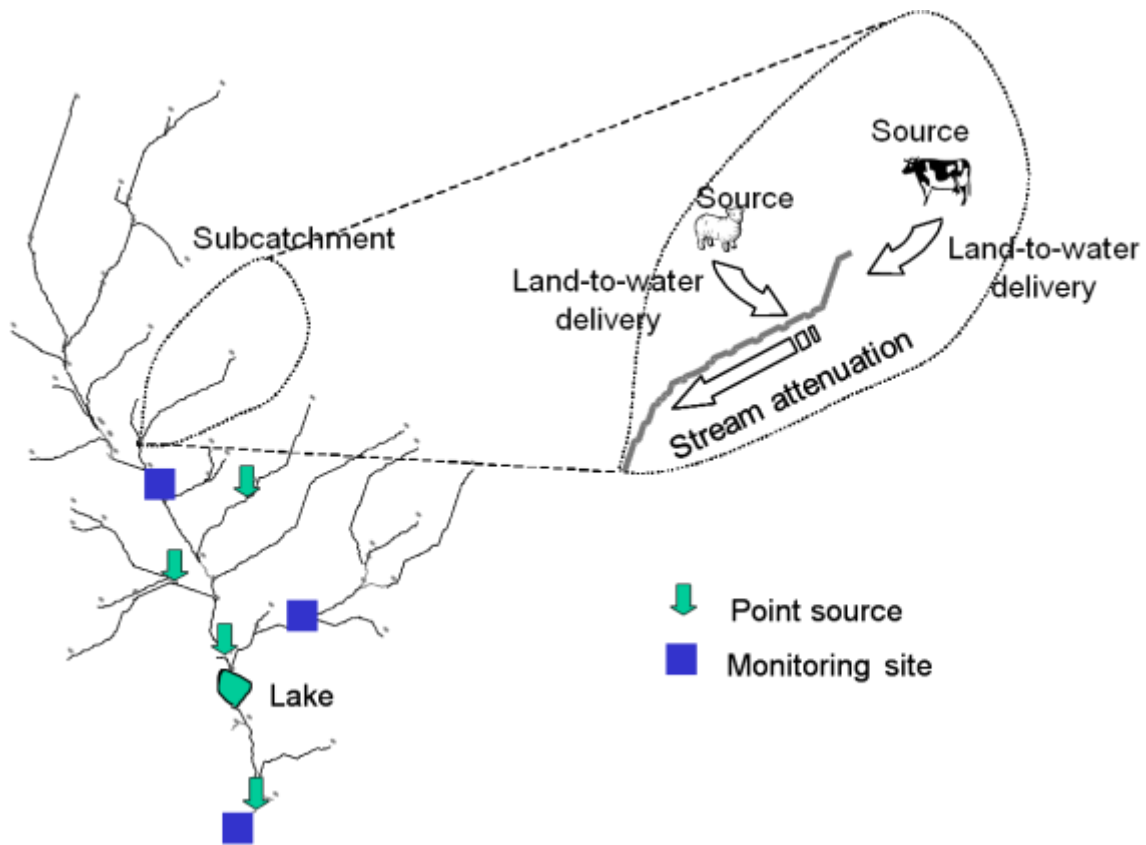 Source
Source
Subcatchment
Land-to-water
delivery
Land-to-water
delivery
Stream attenuation
Point source
Monitoring site
Lake